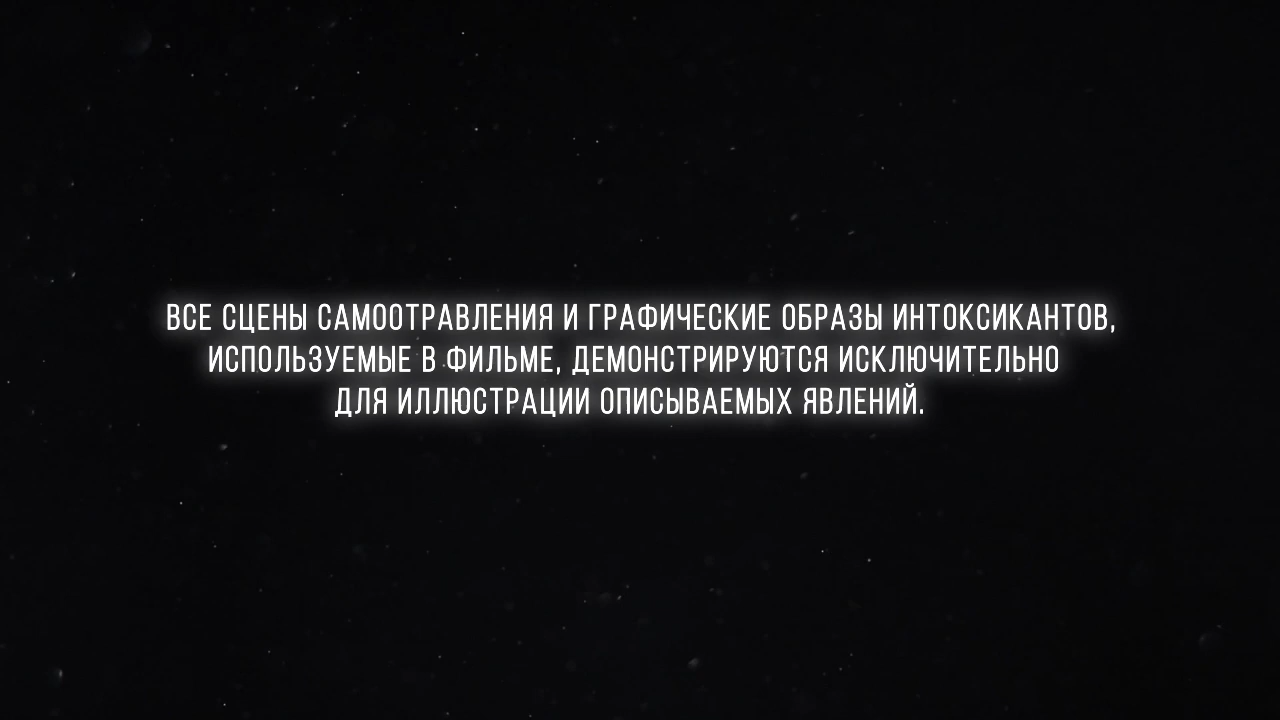 ВСЕ СЦЕНЫ САМООТРАВЛЕНИЯ И ГРАФИЧЕСКИЕ ОБРАЗЫ ИНТОКСИКАНТОВ,
ИСПОЛЬЗУЕМЫЕ В ФИЛЬМЕ, ДЕМОНСТРИРУЮТСЯ ИСКЛЮЧИТЕЛЬНО
ДЛЯ ИЛЛЮСТРАЦИИ ОПИСЫВАЕМЫХ ЯВЛЕНИЙ.